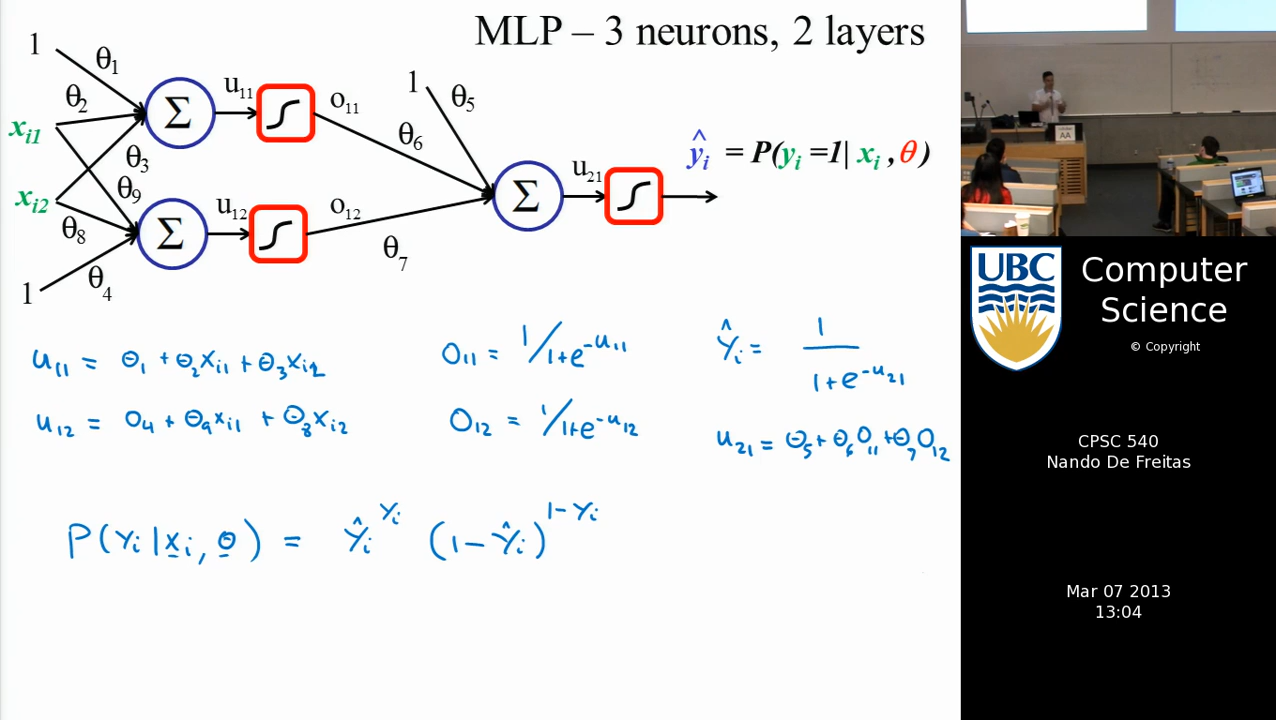 MLP – 3 neurons, 2 layers
1
θ1
θ2
xi1
Σ
u11
o11
1
θ5
θ6
θ3
θ9
xi2
θ8
Σ
u12
o12
θ7
1
θ4
Σ
u21
ŷi = P(yi =1| xi , θ)
u11 = θ1 + θ2xi1 + θ3xi2
O11 = 1/1+e^-u11
Ŷi = 1/1+e^-u21
u12 = θ4 + θ9xi1 + θ8xi2
O12 = 1/1+e^-u12
u21 = θ5+ θ6O11+θ7O12
P(Yi|xi, θ) = Ŷi^Yi (1-Ŷi)^1-Yi
AA
UBC
Computer
Science
© Copyright
CPSC 540
Nando De Freitas
Mar 07 2013
13:04